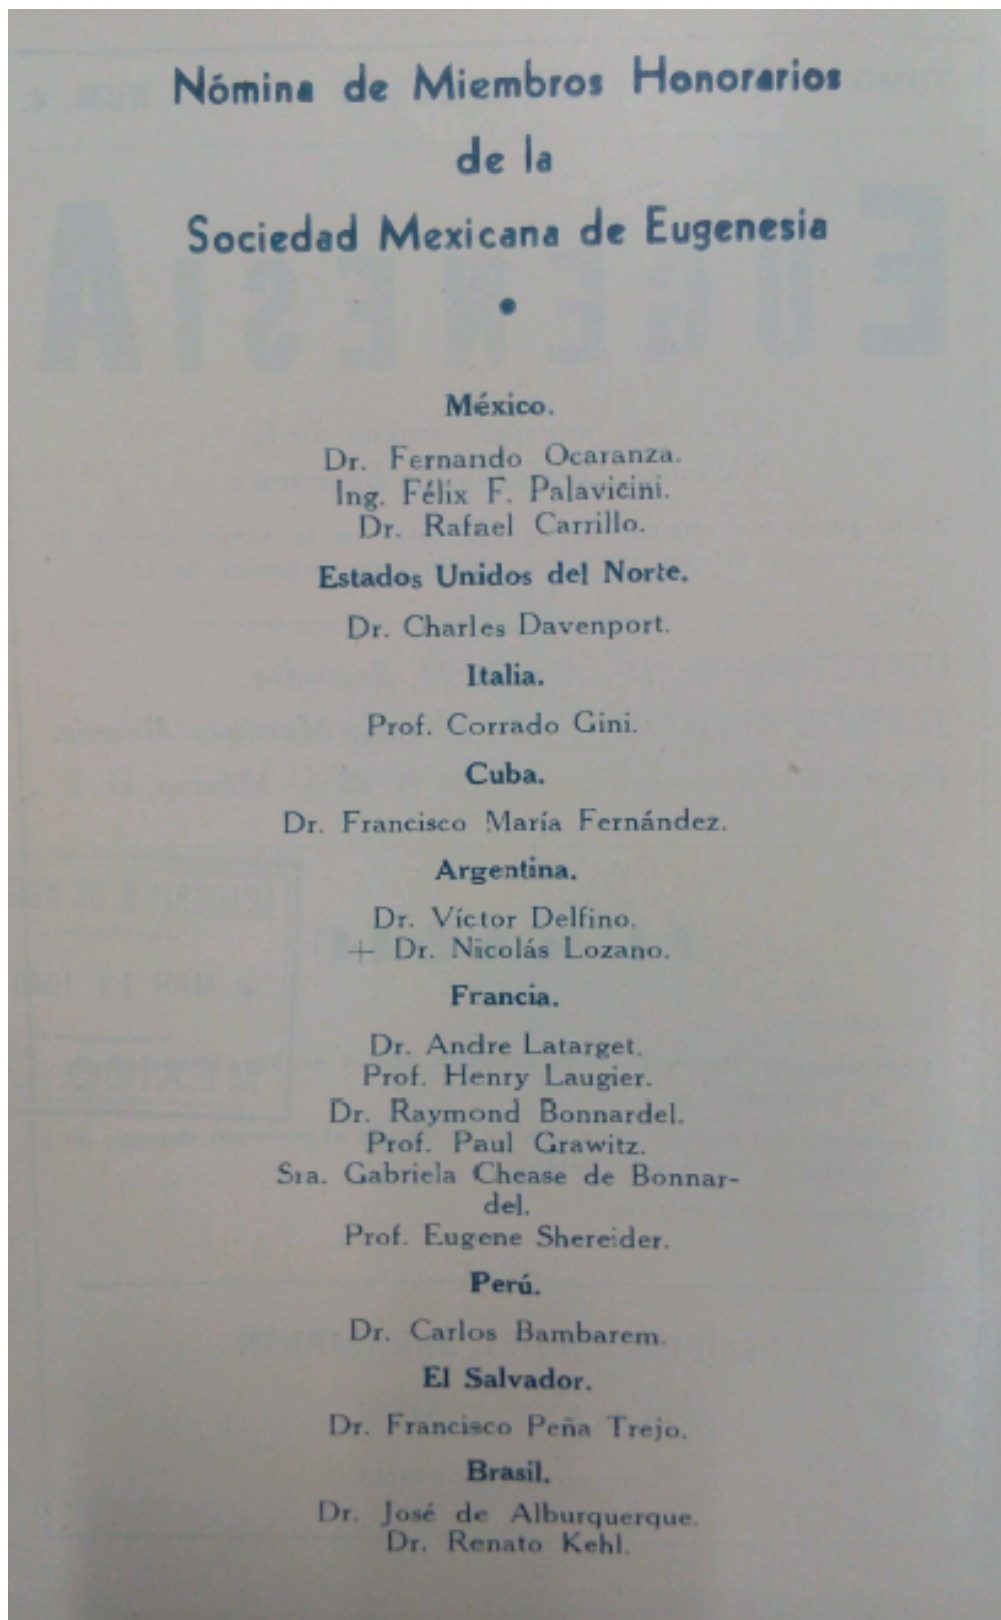 Nómina de Miembros Honorarios
de la
Sociedad Mexicana de Eugenesia
México.
Dr. Fernando Ocaranza.
Ing. Félix F. Palavicini.
Dr. Rafael Carrillo.
Estados Unidos del Norte.
Dr. Charles Davenport.
Italia.
Prof. Corrado Gini.
Cuba.
Dr. Francisco María Fernández.
Argentina.
Dr. Víctor Delfino.
+ Dr. Nicolás Lozano.
Francia.
Dr. Andre Latarget.
Prof. Henry Laugier.
Dr. Raymond Bonnardel.
Prof. Paul Grawitz.
Sra. Gabriela Chease de Bonnar-
del.
Prof. Eugene Shereider.
Perú.
Dr. Carlos Bambarem.
El Salvador.
Dr. Francisco Peña Trejo.
Brasil.
Dr. José de Alburquerque.
Dr. Renato Kehl.